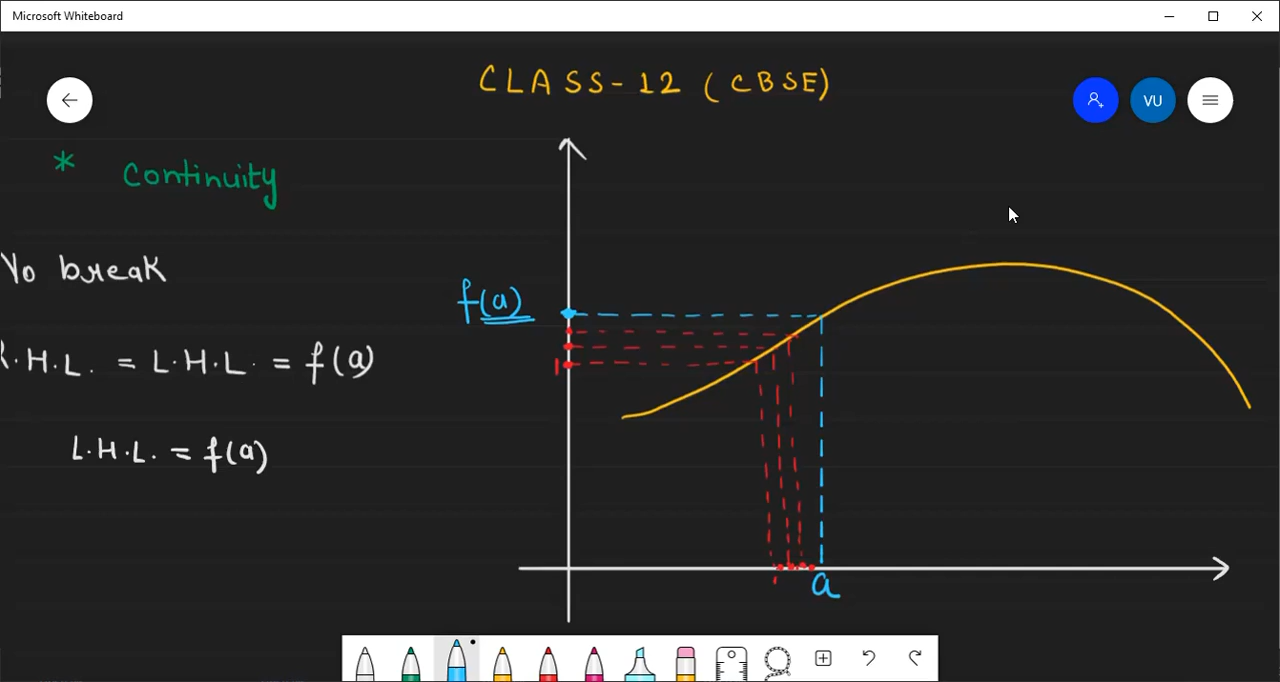 Microsoft Whiteboard
CLASS-12 (CBSE)
VU
* Continuity
No break
f(a)
R.H.L. = L.H.L. = f(a)
L.H.L. = f(a)
a